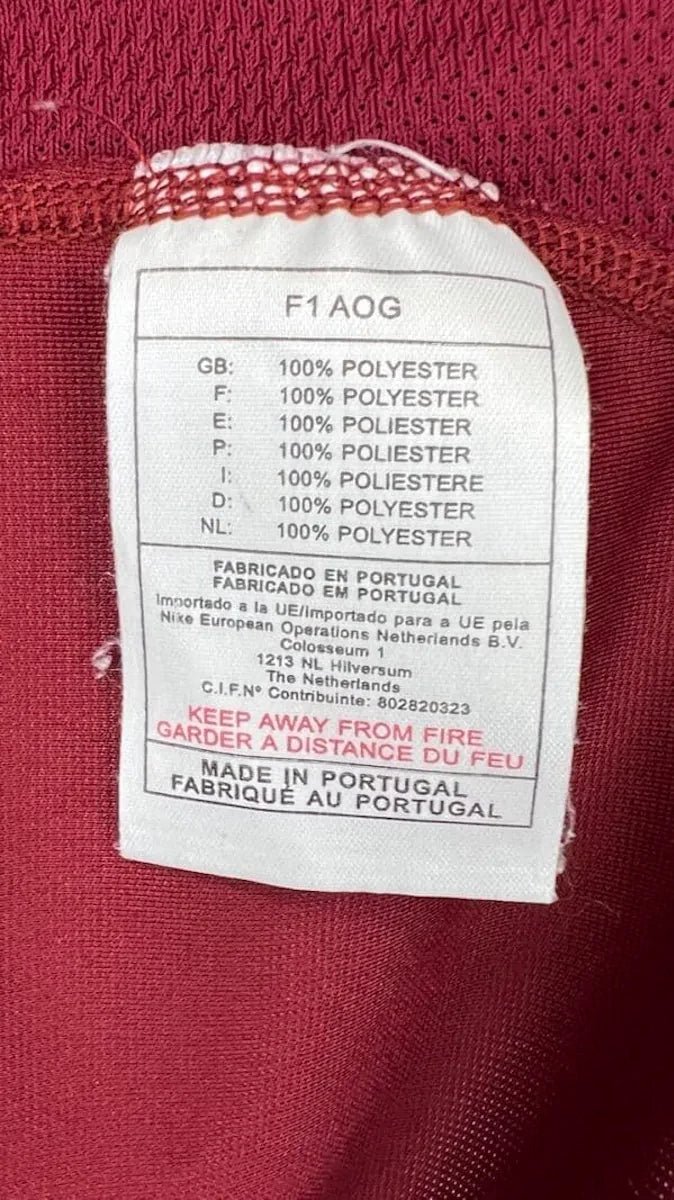 F1 AOG
GB: 100% POLYESTER
F: 100% POLYESTER
E: 100% POLIESTER
P: 100% POLIESTER
I: 100% POLIESTERE
D: 100% POLYESTER
NL: 100% POLYESTER
FABRICADO EN PORTUGAL
FABRICADO EM PORTUGAL
Importado a la UE/Importado para a UE pela
Nike European Operations Netherlands B.V.
Colosseum 1
1213 NL Hilversum
The Netherlands
C.I.F.Nº Contribuinte: 802820323
KEEP AWAY FROM FIRE
GARDER A DISTANCE DU FEU
MADE IN PORTUGAL
FABRIQUÉ AU PORTUGAL